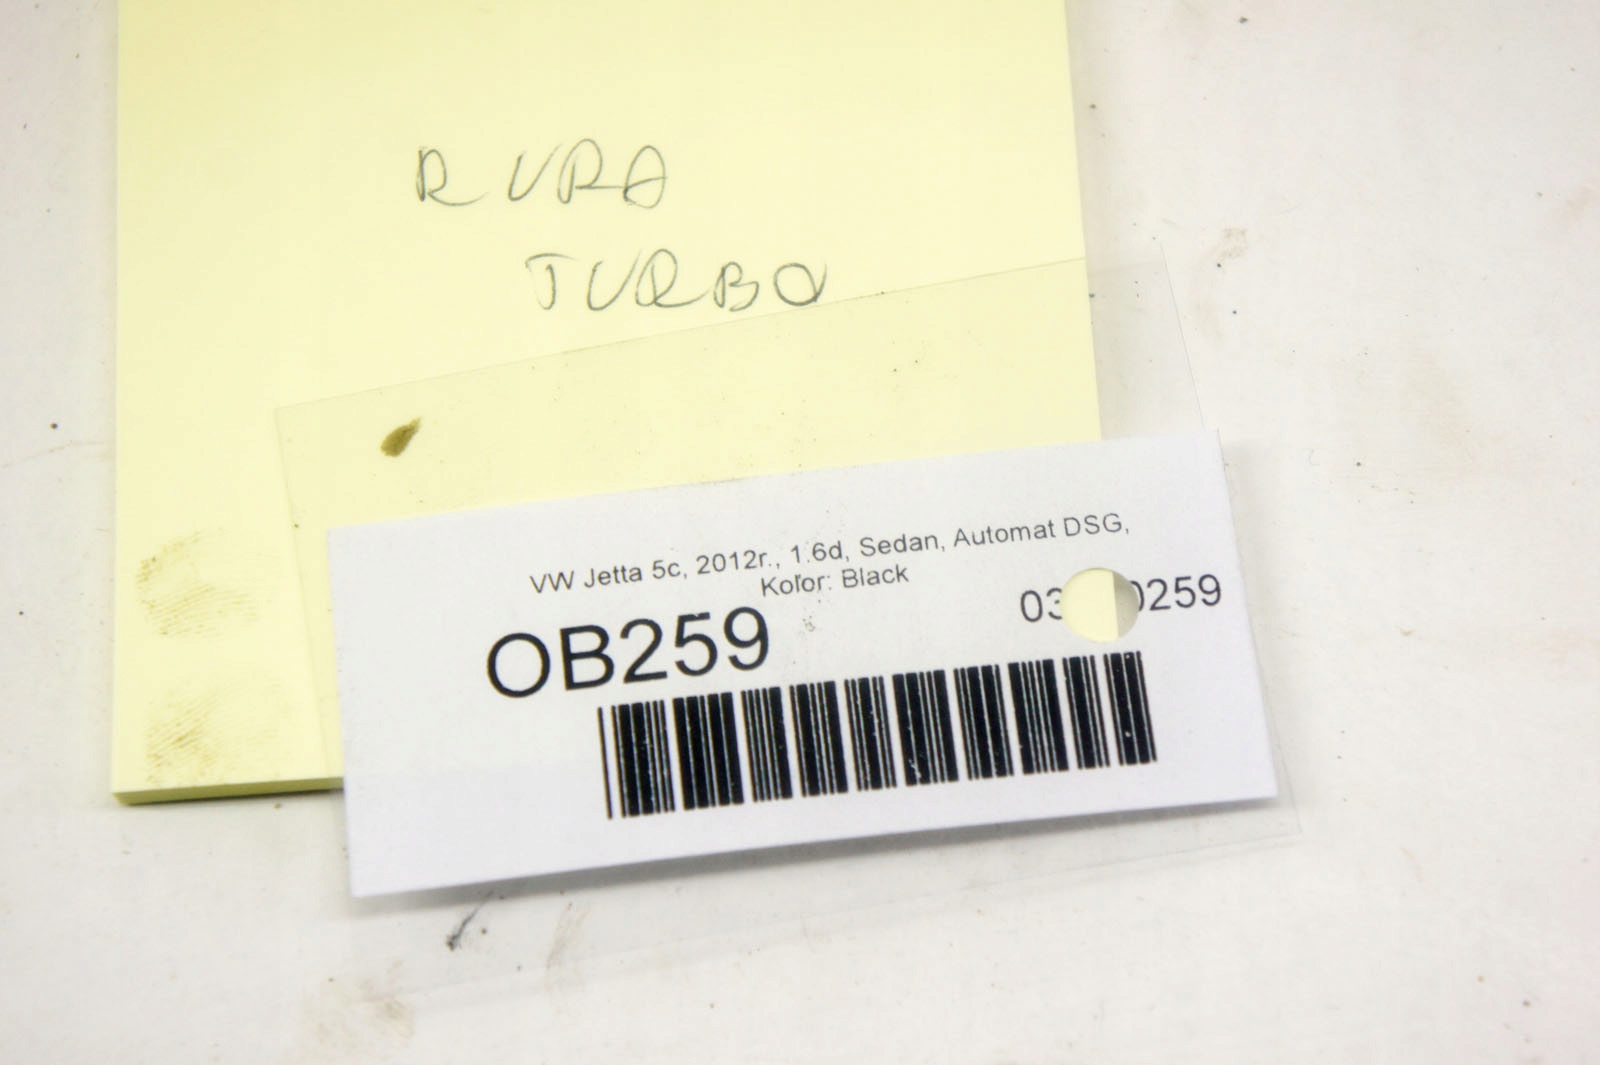 RURA
TURBO
VW Jetta 5c, 2012r., 1.6d, Sedan, Automat DSG,
Kolor: Black
OB259